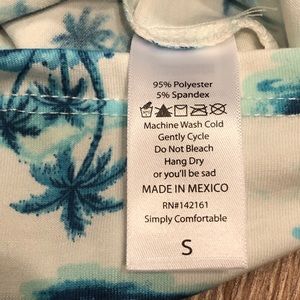 95% Polyester
5% Spandex
Machine Wash Cold
Gently Cycle
Do Not Bleach
Hang Dry
or you'll be sad
MADE IN MEXICO
RN#142161
Simply Comfortable
S